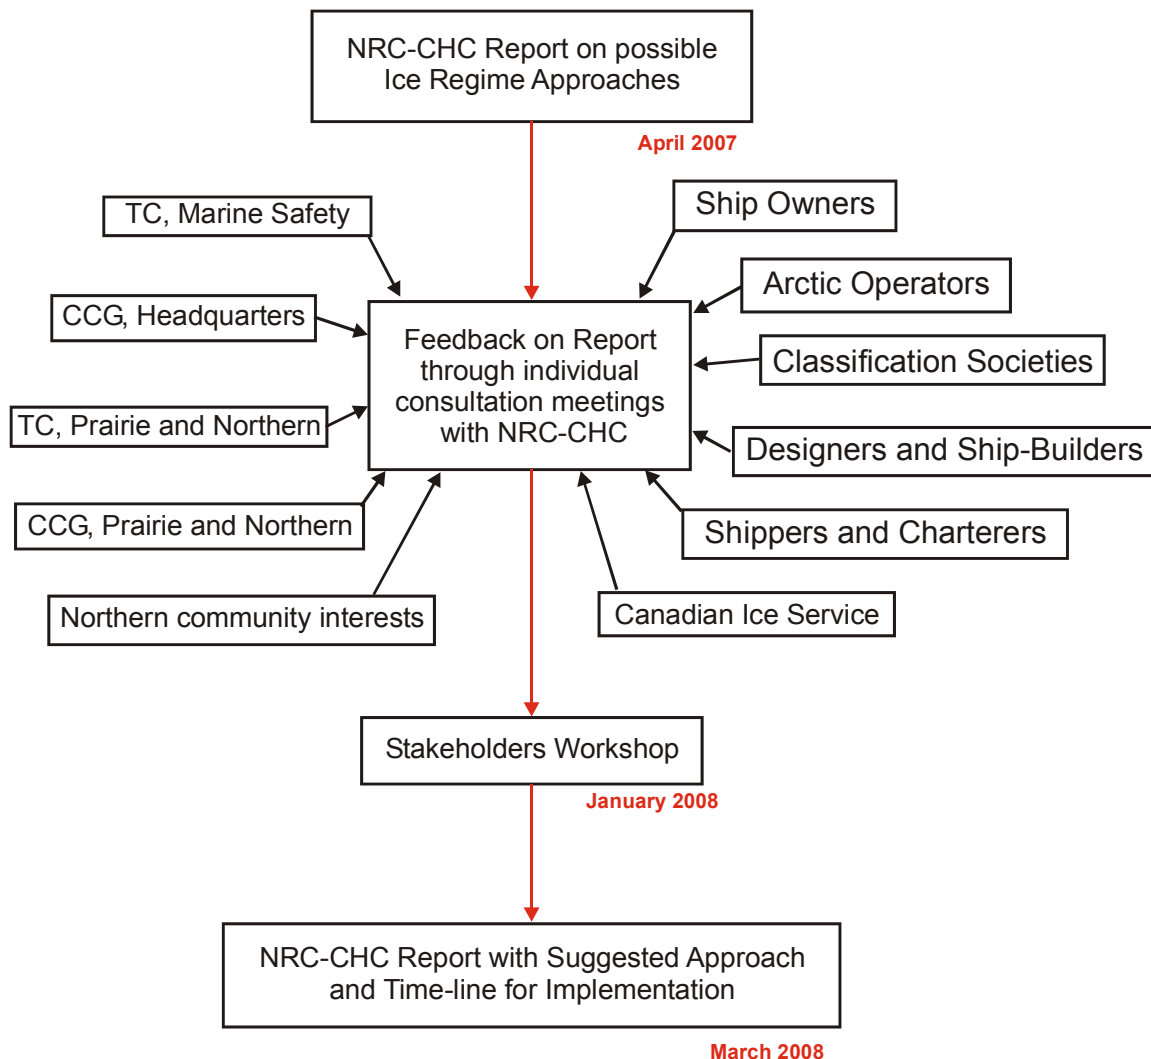 NRC-CHC Report on possible
Ice Regime Approaches
April 2007
TC, Marine Safety
Ship Owners
CCG, Headquarters
Arctic Operators
Feedback on Report
through individual
consultation meetings
with NRC-CHC
Classification Societies
TC, Prairie and Northern
Designers and Ship-Builders
CCG, Prairie and Northern
Shippers and Charterers
Northern community interests
Canadian Ice Service
Stakeholders Workshop
January 2008
NRC-CHC Report with Suggested Approach
and Time-line for Implementation
March 2008